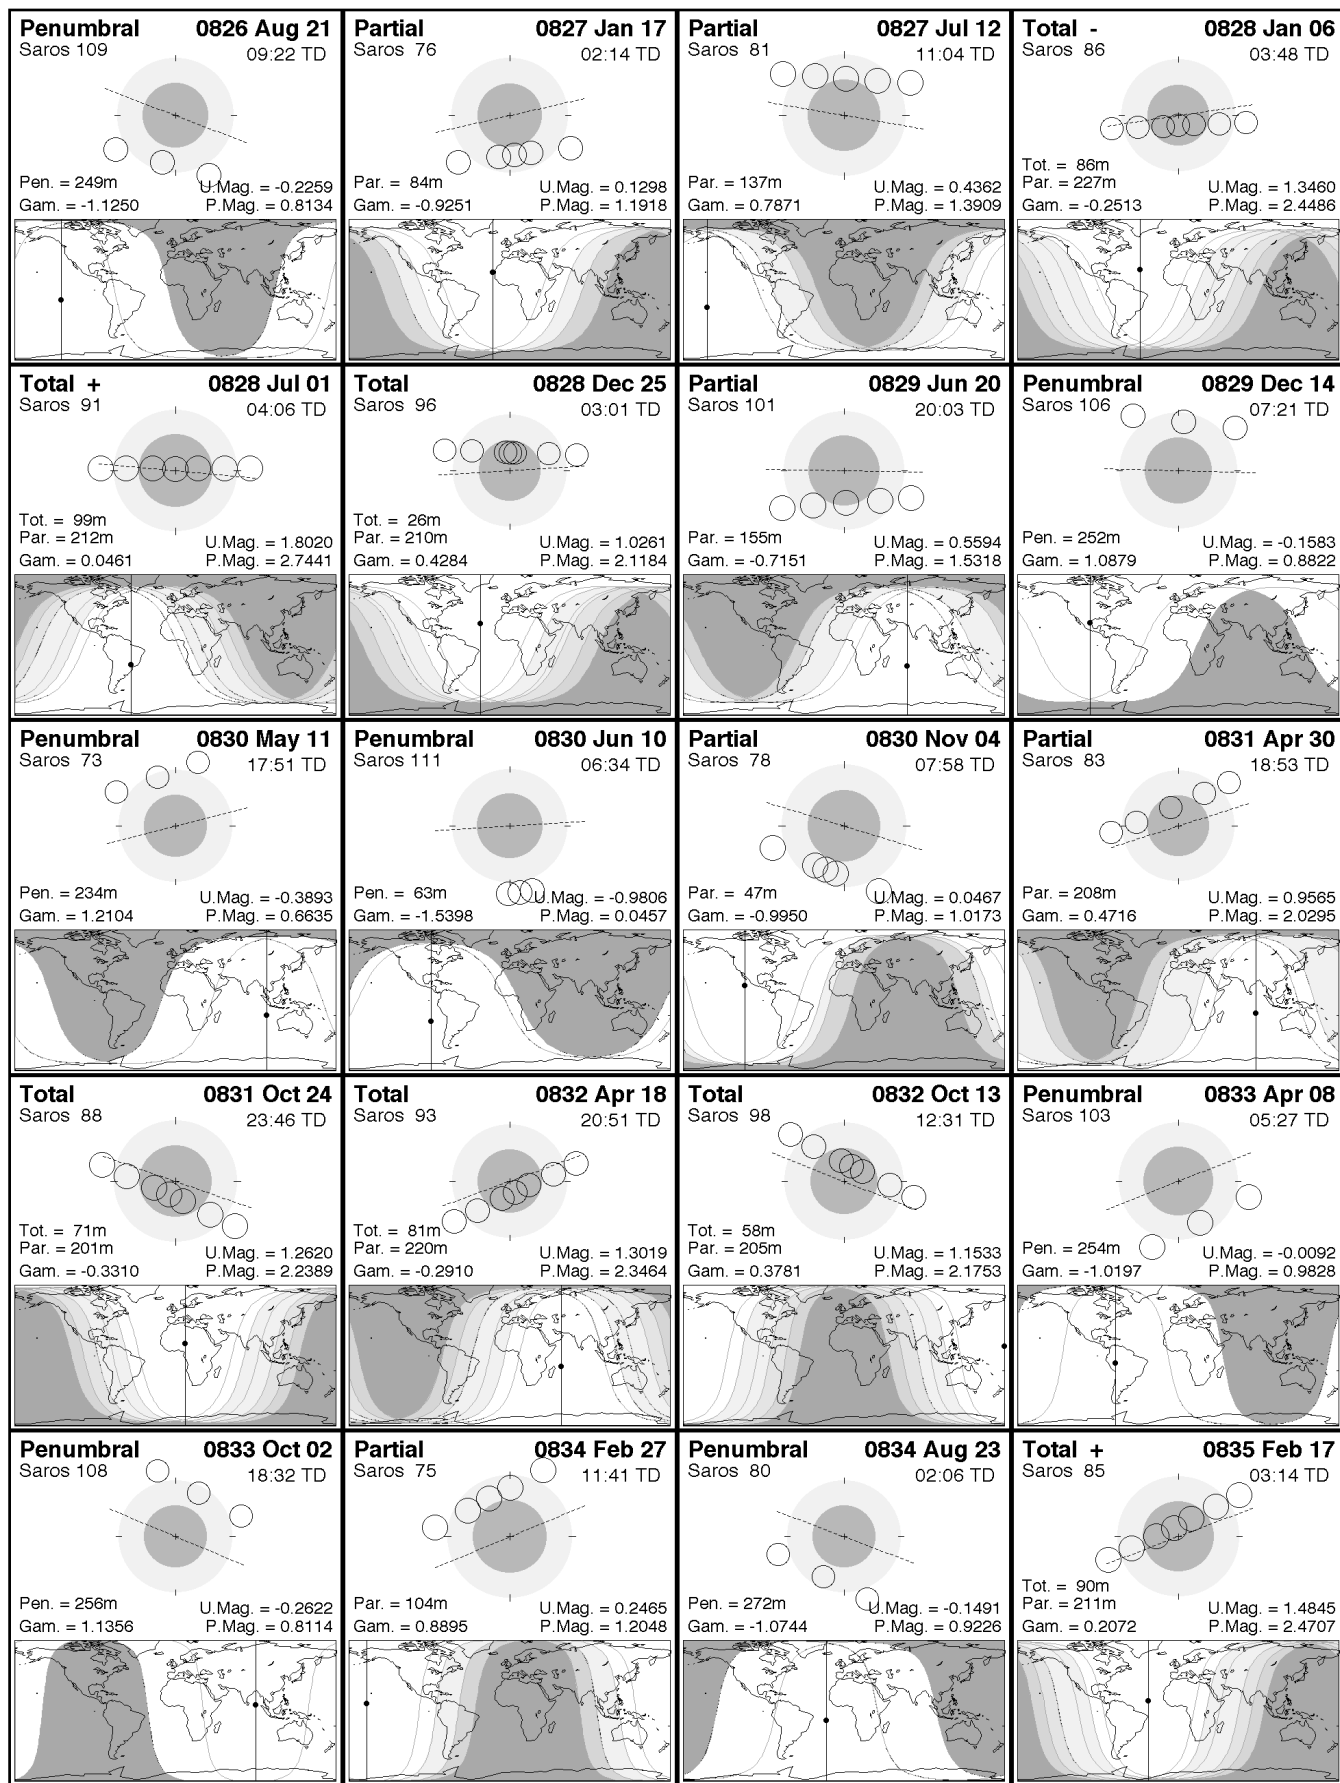 Penumbral 0826 Aug 21
Saros 109 09:22 TD
Pen. = 249m U.Mag. = -0.2259
Gam. = -1.1250 P.Mag. = 0.8134
Partial 0827 Jan 17
Saros 76 02:14 TD
Par. = 84m U.Mag. = 0.1298
Gam. = -0.9251 P.Mag. = 1.1918
Partial 0827 Jul 12
Saros 81 11:04 TD
Par. = 137m U.Mag. = 0.4362
Gam. = 0.7871 P.Mag. = 1.3909
Total - 0828 Jan 06
Saros 86 03:48 TD
Tot. = 86m
Par. = 227m U.Mag. = 1.3460
Gam. = -0.2513 P.Mag. = 2.4486
Total + 0828 Jul 01
Saros 91 04:06 TD
Tot. = 99m
Par. = 212m U.Mag. = 1.8020
Gam. = 0.0461 P.Mag. = 2.7441
Total 0828 Dec 25
Saros 96 03:01 TD
Tot. = 26m
Par. = 210m U.Mag. = 1.0261
Gam. = 0.4284 P.Mag. = 2.1184
Partial 0829 Jun 20
Saros 101 20:03 TD
Par. = 155m U.Mag. = 0.5594
Gam. = -0.7151 P.Mag. = 1.5318
Penumbral 0829 Dec 14
Saros 106 07:21 TD
Pen. = 252m U.Mag. = -0.1583
Gam. = 1.0879 P.Mag. = 0.8822
Penumbral 0830 May 11
Saros 73 17:51 TD
Pen. = 234m U.Mag. = -0.3893
Gam. = 1.2104 P.Mag. = 0.6635
Penumbral 0830 Jun 10
Saros 111 06:34 TD
Pen. = 63m U.Mag. = -0.9806
Gam. = -1.5398 P.Mag. = 0.0457
Partial 0830 Nov 04
Saros 78 07:58 TD
Par. = 47m U.Mag. = 0.0467
Gam. = -0.9950 P.Mag. = 1.0173
Partial 0831 Apr 30
Saros 83 18:53 TD
Par. = 208m U.Mag. = 0.9565
Gam. = 0.4716 P.Mag. = 2.0295
Total 0831 Oct 24
Saros 88 23:46 TD
Tot. = 71m
Par. = 201m U.Mag. = 1.2620
Gam. = -0.3310 P.Mag. = 2.2389
Total 0832 Apr 18
Saros 93 20:51 TD
Tot. = 81m
Par. = 220m U.Mag. = 1.3019
Gam. = -0.2910 P.Mag. = 2.3464
Total 0832 Oct 13
Saros 98 12:31 TD
Tot. = 58m
Par. = 205m U.Mag. = 1.1533
Gam. = 0.3781 P.Mag. = 2.1753
Penumbral 0833 Apr 08
Saros 103 05:27 TD
Pen. = 254m U.Mag. = -0.0092
Gam. = -1.0197 P.Mag. = 0.9828
Penumbral 0833 Oct 02
Saros 108 18:32 TD
Pen. = 256m U.Mag. = -0.2622
Gam. = 1.1356 P.Mag. = 0.8114
Partial 0834 Feb 27
Saros 75 11:41 TD
Par. = 104m U.Mag. = 0.2465
Gam. = 0.8895 P.Mag. = 1.2048
Penumbral 0834 Aug 23
Saros 80 02:06 TD
Pen. = 272m U.Mag. = -0.1491
Gam. = -1.0744 P.Mag. = 0.9226
Total + 0835 Feb 17
Saros 85 03:14 TD
Tot. = 90m
Par. = 211m U.Mag. = 1.4845
Gam. = 0.2072 P.Mag. = 2.4707